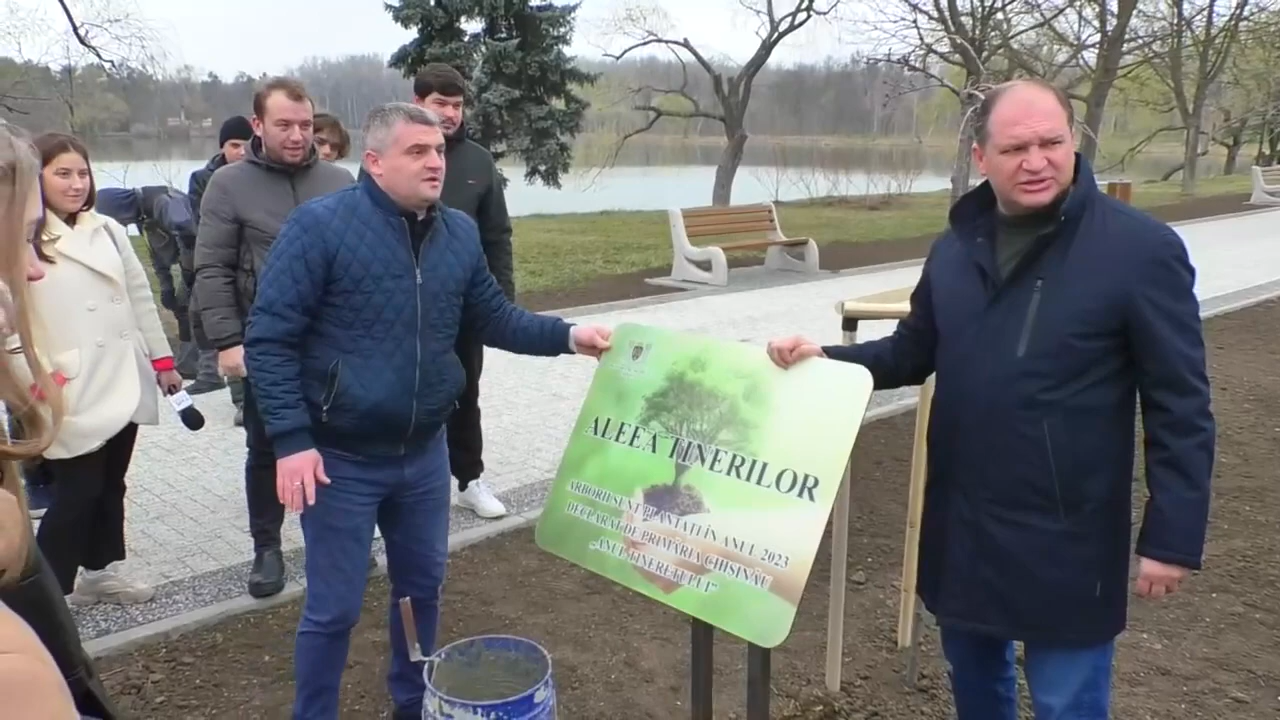 ALEEA TINERILOR
ARBORII SUNT PLANTAȚI ÎN ANUL 2023
DECLARAT DE PRIMĂRIA CHIȘINĂU
„ANUL TINERETULUI”